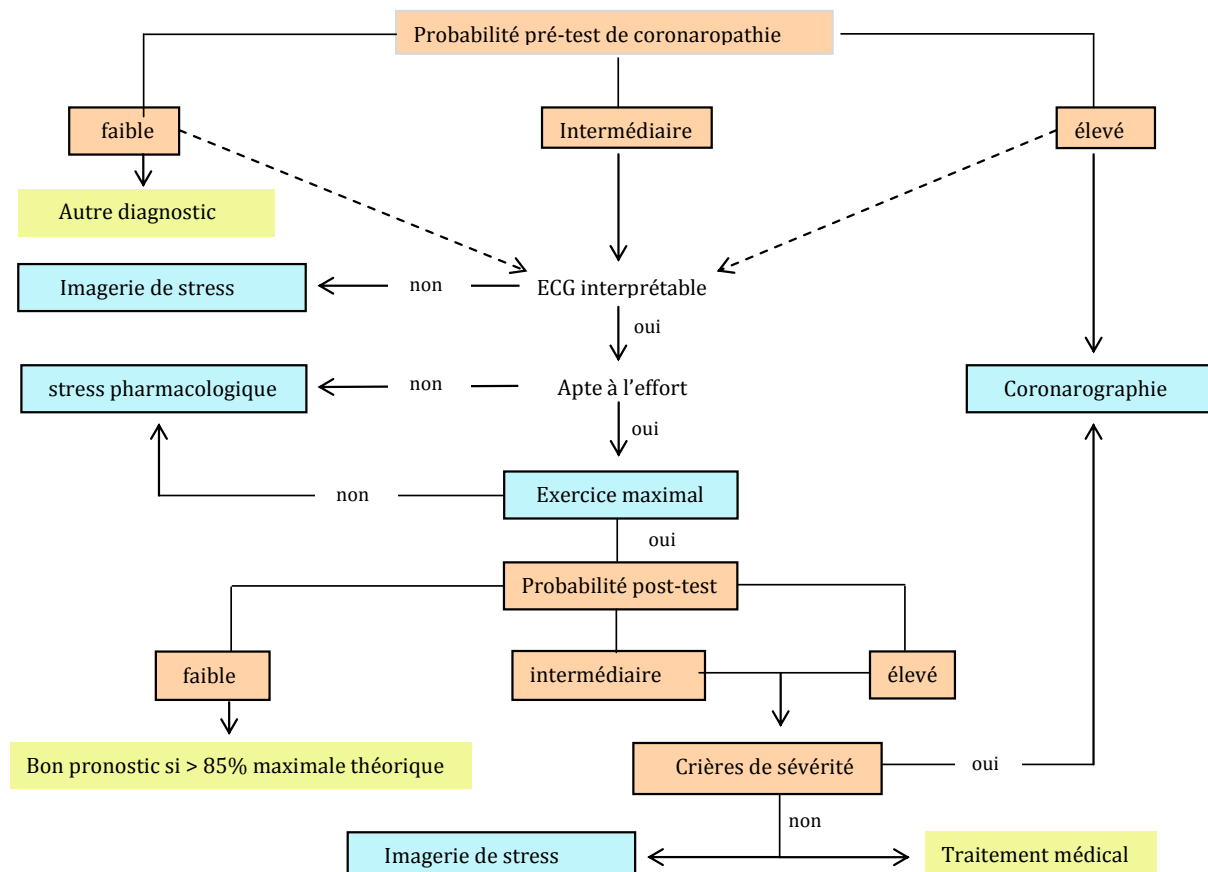 Probabilité pré-test de coronaropathie
faible
Intermédiaire
élevé
Autre diagnostic
Imagerie de stress
non
ECG interprétable
oui
stress pharmacologique
non
Apte à l’effort
Coronarographie
oui
non
Exercice maximal
oui
Probabilité post-test
faible
intermédiaire
élevé
Bon pronostic si > 85% maximale théorique
Crières de sévérité
oui
non
Imagerie de stress
Traitement médical